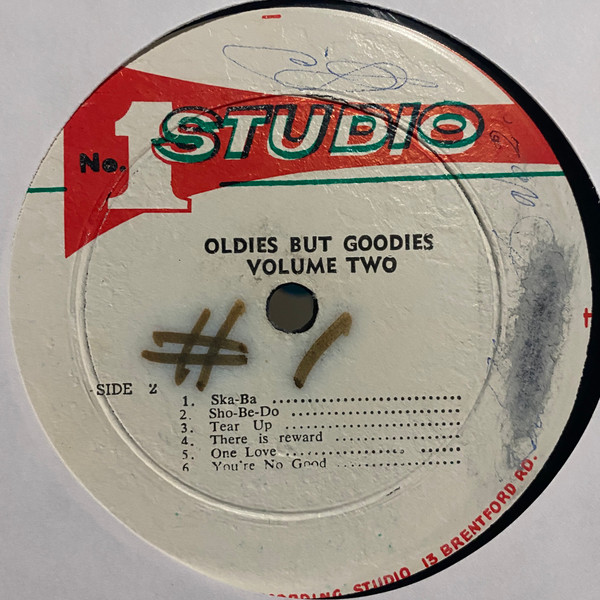 No. 1 STUDIO
OLDIES BUT GOODIES
VOLUME TWO
# 1
SIDE 2
1. Ska-Ba ..............................
2. Sho-Be-Do ..............................
3. Tear Up ..............................
4. There is reward ....................
5. One Love ..............................
6 You're No Good ....................
STUDIO 13 BRENTFORD RD.